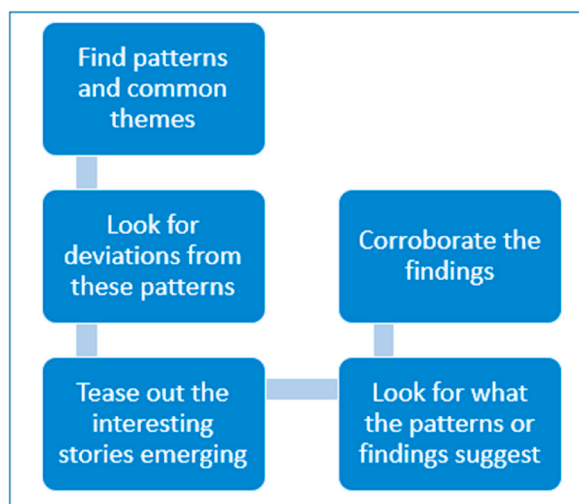 Find patterns
and common
themes
Look for
deviations from
these patterns
Tease out the
interesting
stories emerging
Look for what
the patterns or
findings suggest
Corroborate the
findings